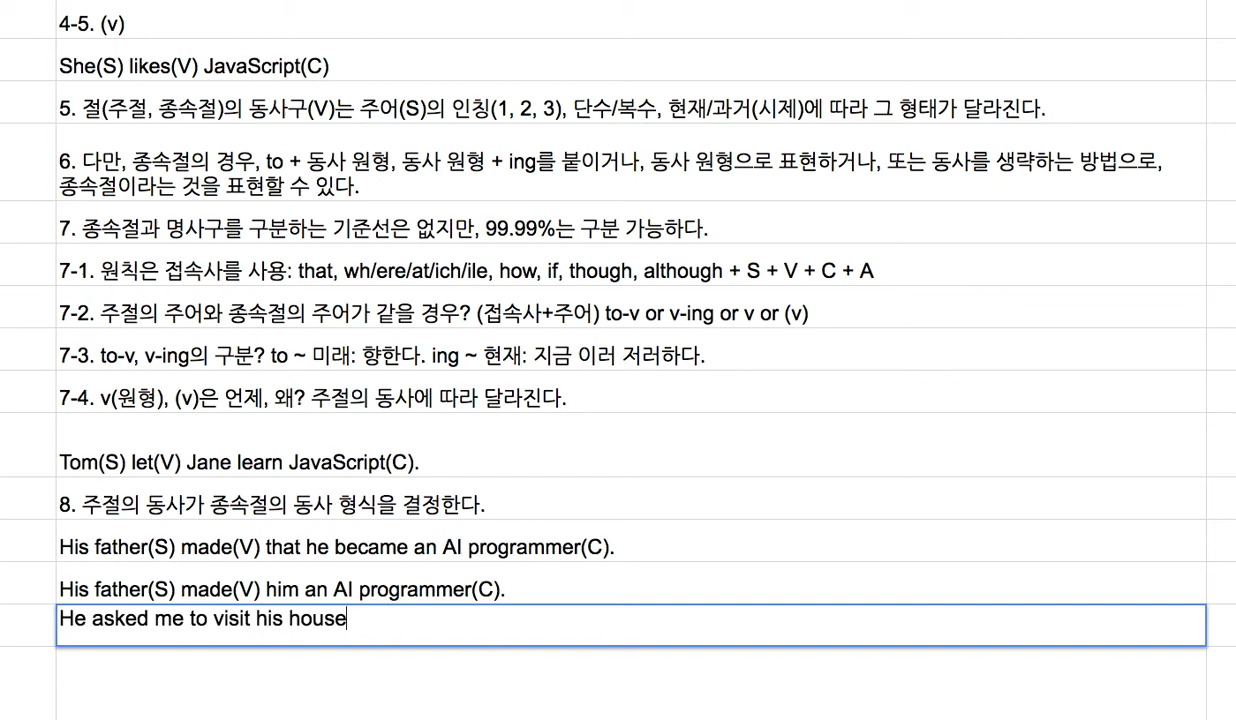 4-5. (v)
She(S) likes(V) JavaScript(C)
5. 절(주절, 종속절)의 동사구(V)는 주어(S)의 인칭(1, 2, 3), 단수/복수, 현재/과거(시제)에 따라 그 형태가 달라진다.
6. 다만, 종속절의 경우, to + 동사 원형, 동사 원형 + ing를 붙이거나, 동사 원형으로 표현하거나, 또는 동사를 생략하는 방법으로,
종속절이라는 것을 표현할 수 있다.
7. 종속절과 명사구를 구분하는 기준선은 없지만, 99.99%는 구분 가능하다.
7-1. 원칙은 접속사를 사용: that, wh/ere/at/ich/ile, how, if, though, although + S + V + C + A
7-2. 주절의 주어와 종속절의 주어가 같을 경우? (접속사+주어) to-v or v-ing or v or (v)
7-3. to-v, v-ing의 구분? to ~ 미래: 향한다. ing ~ 현재: 지금 이러 저러하다.
7-4. v(원형), (v)은 언제, 왜? 주절의 동사에 따라 달라진다.
Tom(S) let(V) Jane learn JavaScript(C).
8. 주절의 동사가 종속절의 동사 형식을 결정한다.
His father(S) made(V) that he became an AI programmer(C).
His father(S) made(V) him an AI programmer(C).
He asked me to visit his house